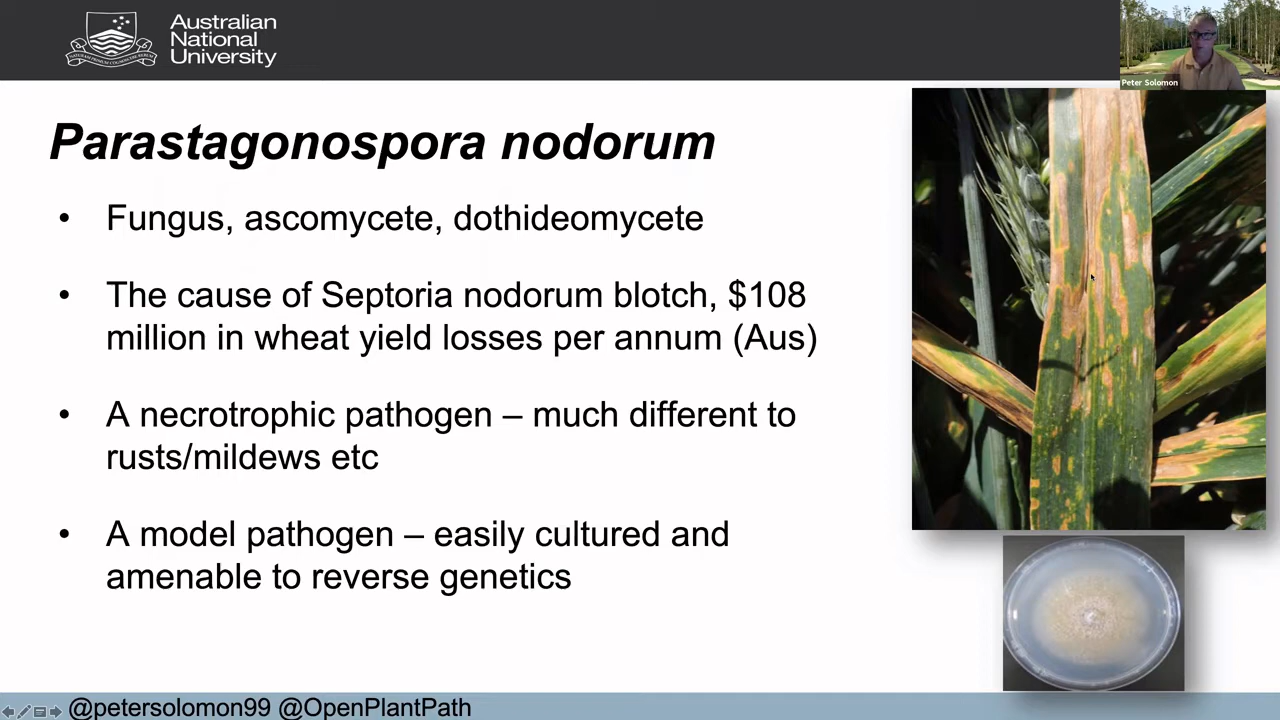 Australian
National
University
Peter Solomon
Parastagonospora nodorum
• Fungus, ascomycete, dothideomycete
• The cause of Septoria nodorum blotch, $108
million in wheat yield losses per annum (Aus)
• A necrotrophic pathogen – much different to
rusts/mildews etc
• A model pathogen – easily cultured and
amenable to reverse genetics
@petersolomon99 @OpenPlantPath